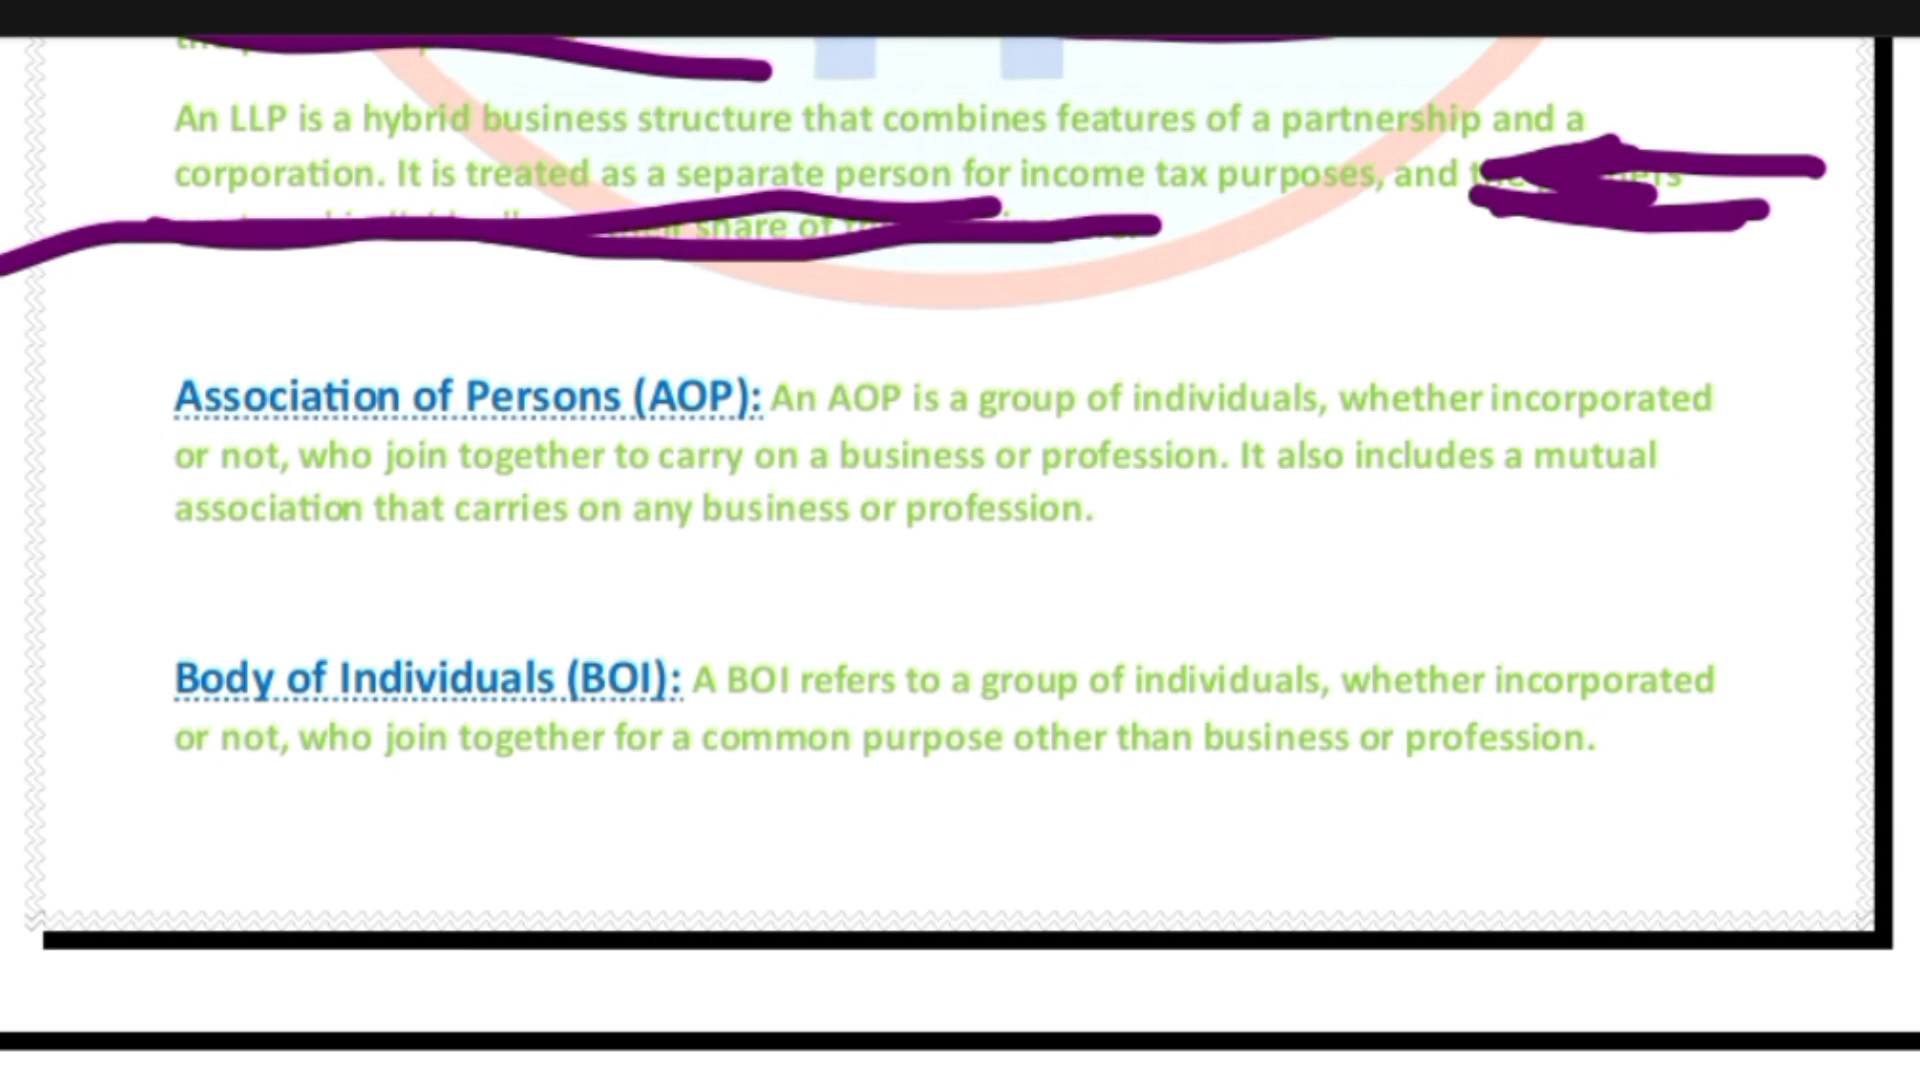 An LLP is a hybrid business structure that combines features of a partnership and a
corporation. It is treated as a separate person for income tax purposes, and
share of
Association of Persons (AOP): An AOP is a group of individuals, whether incorporated
or not, who join together to carry on a business or profession. It also includes a mutual
association that carries on any business or profession.
Body of Individuals (BOI): A BOI refers to a group of individuals, whether incorporated
or not, who join together for a common purpose other than business or profession.